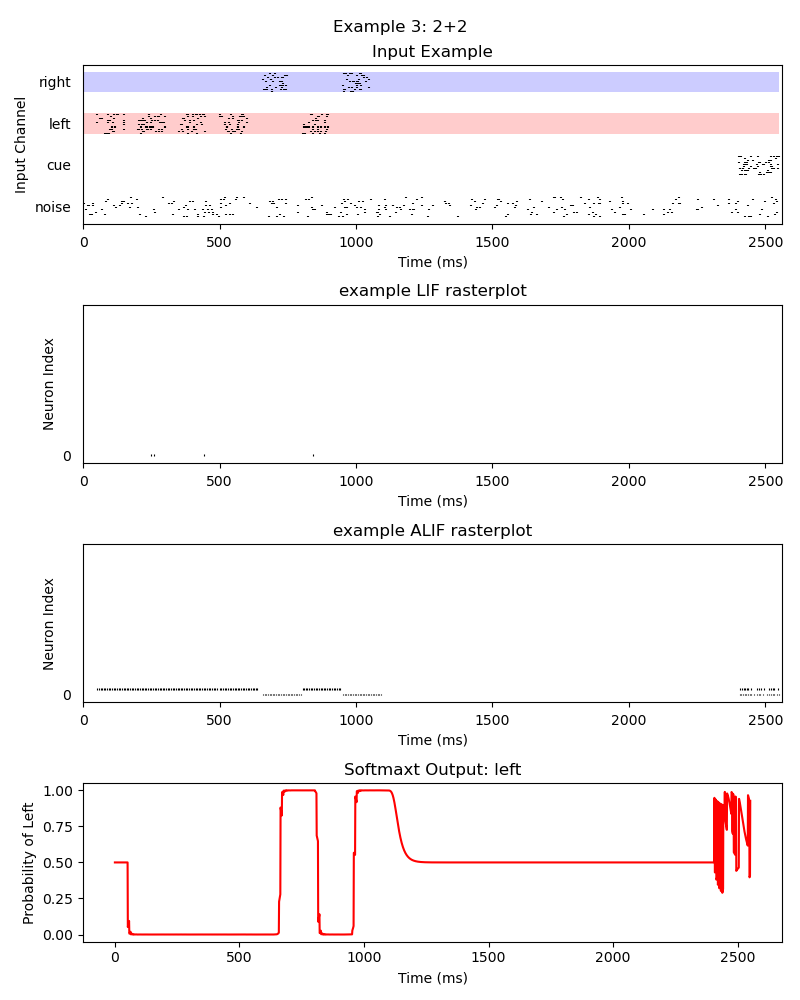 Example 3: 2+2
Input Example
right
left
cue
noise
Input Channel
0 500 1000 1500 2000 2500
Time (ms)
example LIF rasterplot
Neuron Index
0
0 500 1000 1500 2000 2500
Time (ms)
example ALIF rasterplot
Neuron Index
0
0 500 1000 1500 2000 2500
Time (ms)
Softmaxt Output: left
Probability of Left
1.00
0.75
0.50
0.25
0.00
0 500 1000 1500 2000 2500
Time (ms)